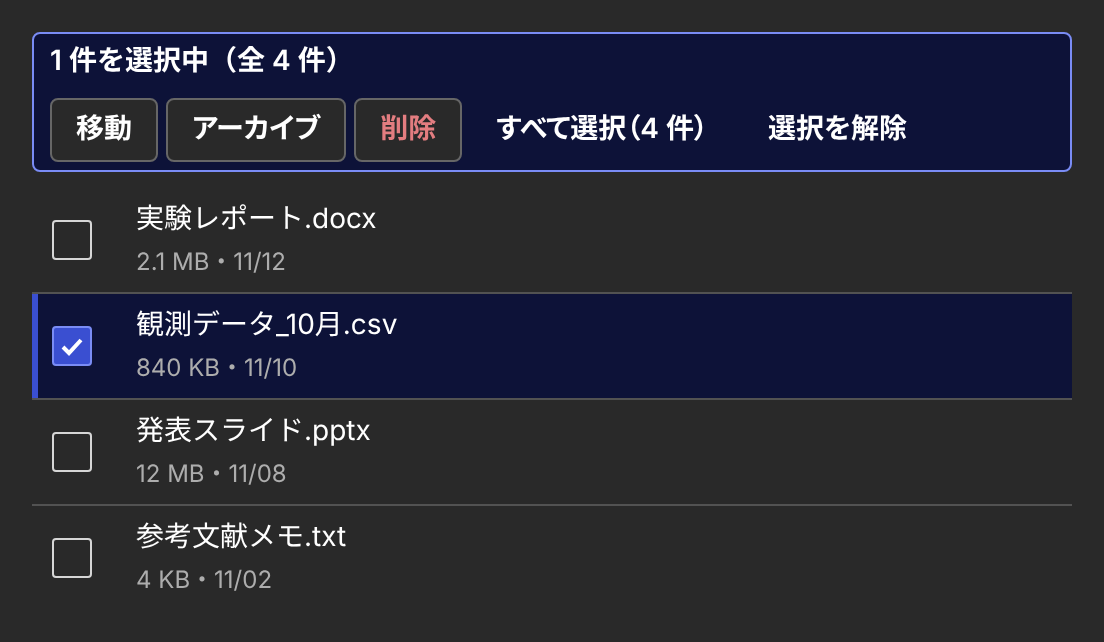 1 件を選択中（全 4 件）
移動 アーカイブ 削除 すべて選択（4 件） 選択を解除
実験レポート.docx
2.1 MB・11/12
観測データ_10月.csv
840 KB・11/10
発表スライド.pptx
12 MB・11/08
参考文献メモ.txt
4 KB・11/02